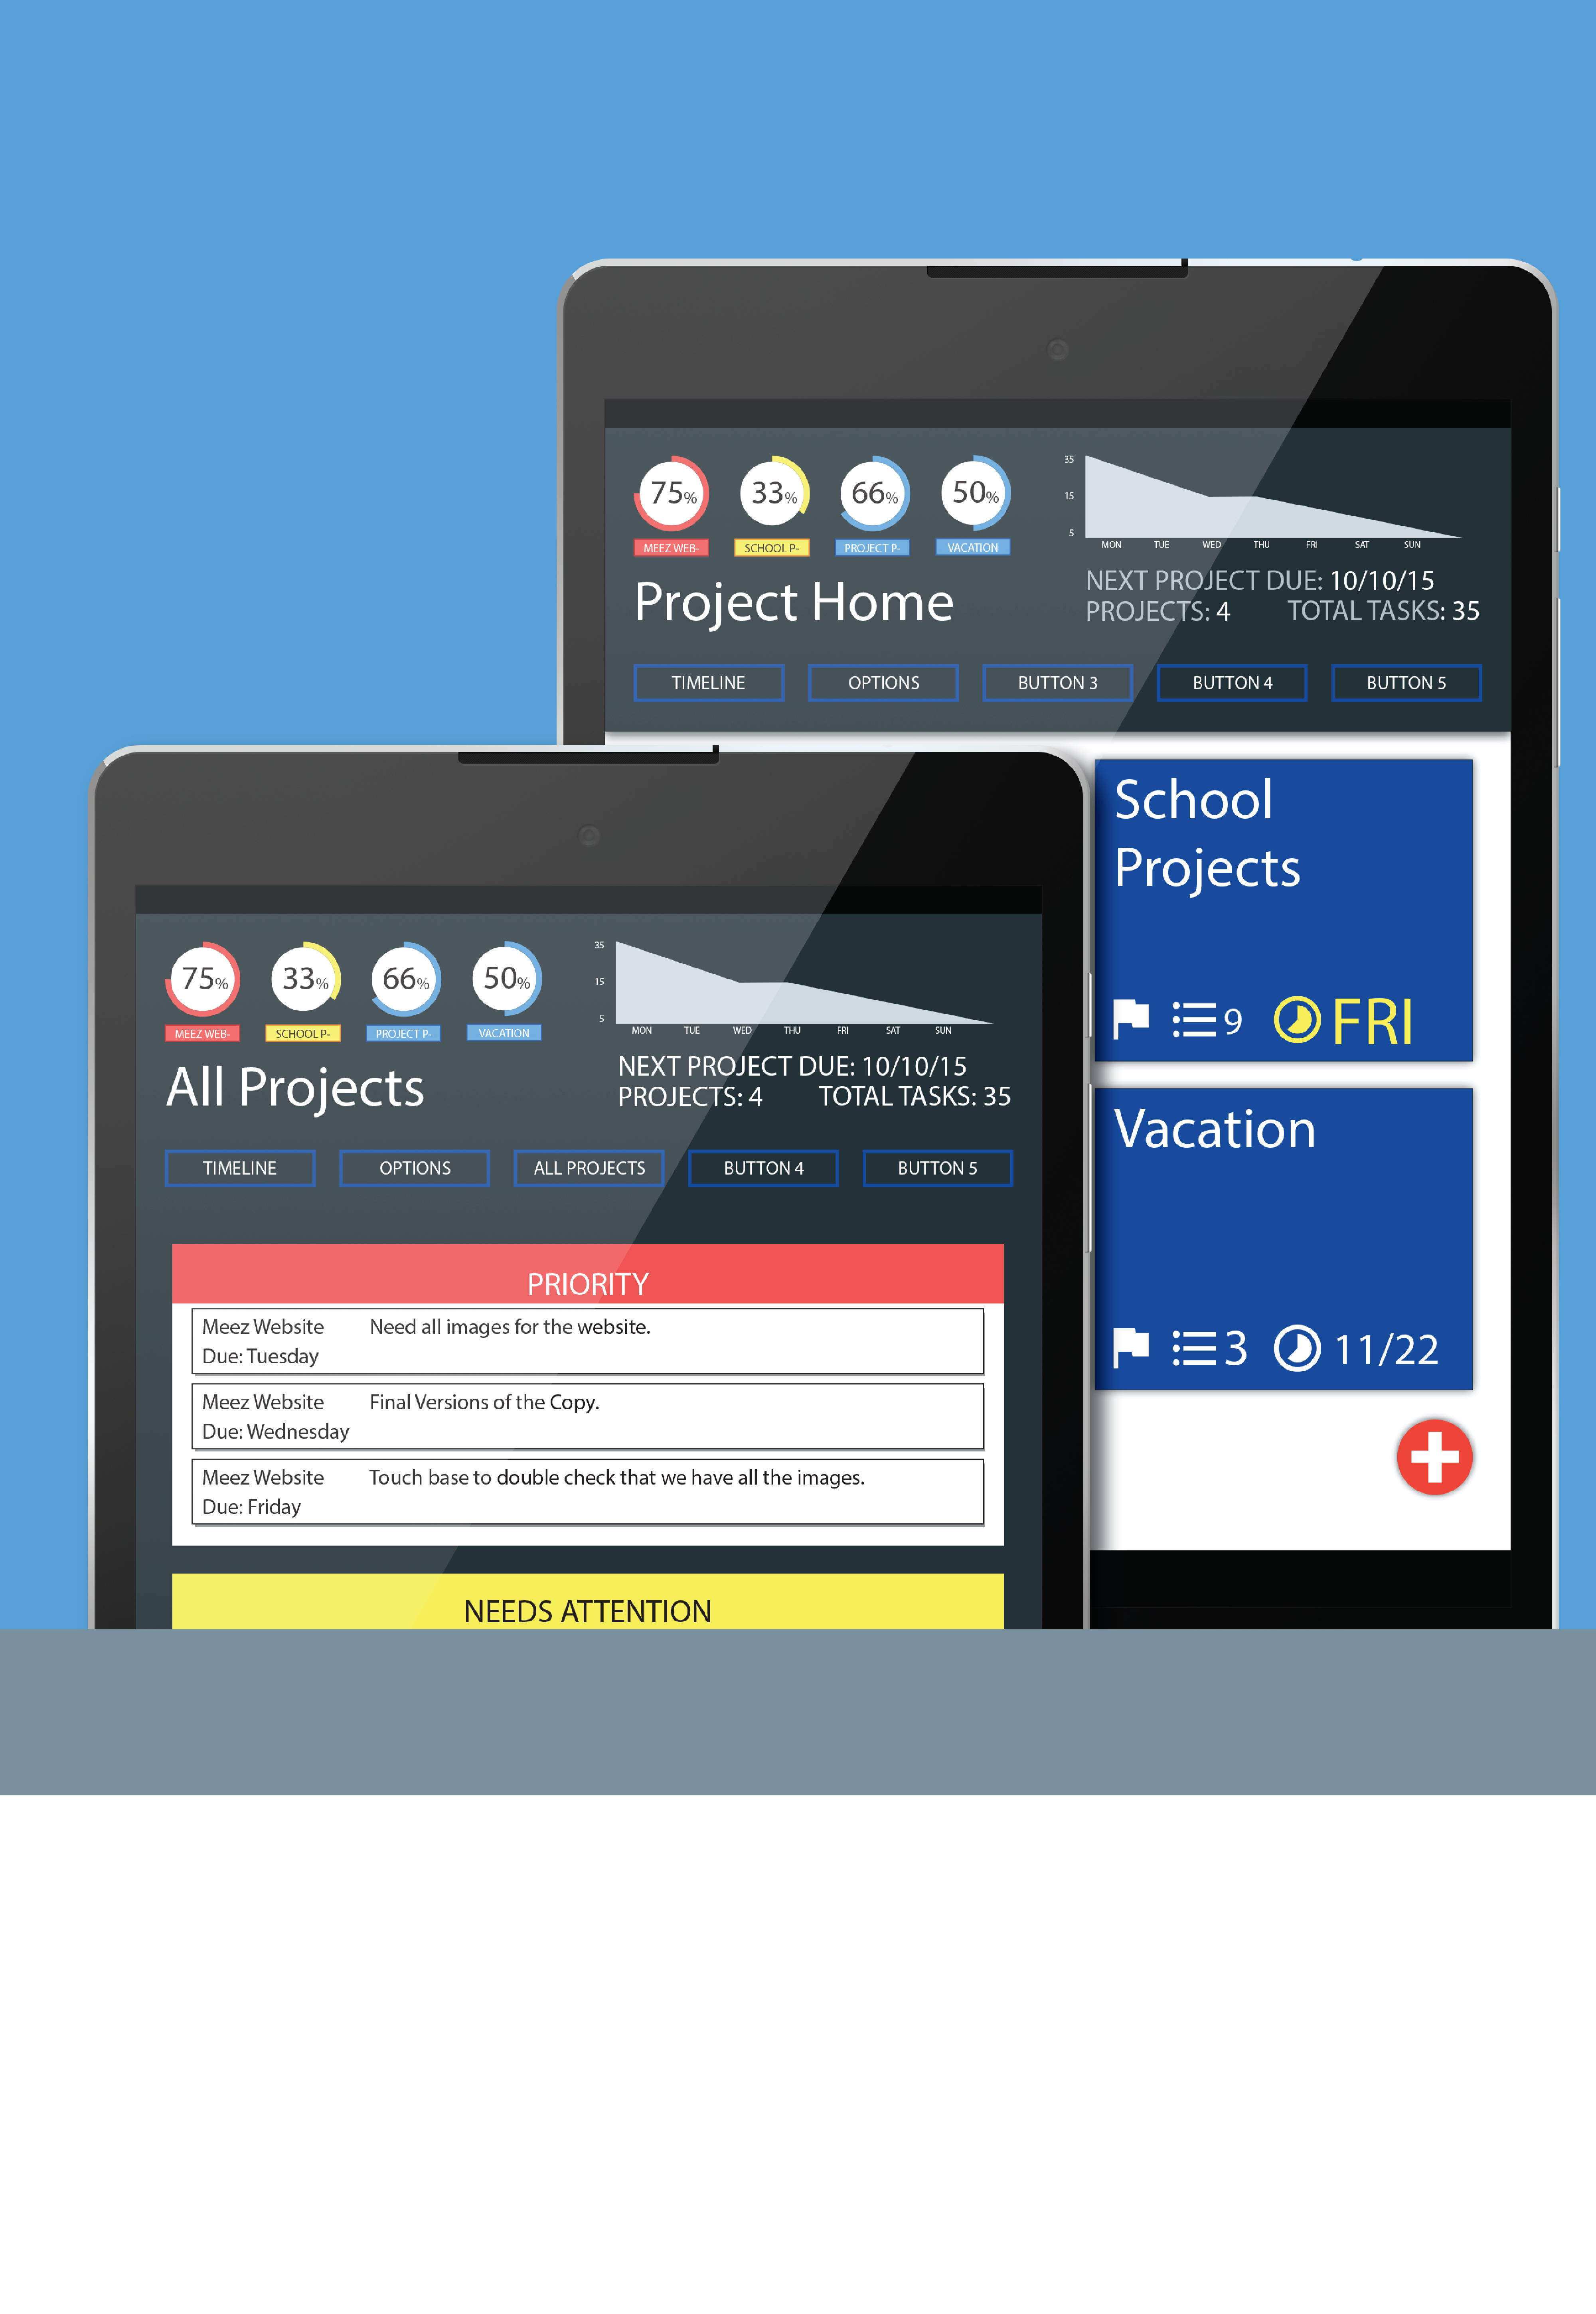 75% 33% 66% 50%
MEEZ WEB- SCHOOL P- PROJECT P- VACATION
35
15
5
MON TUE WED THU FRI SAT SUN
Project Home
NEXT PROJECT DUE: 10/10/15
PROJECTS: 4 TOTAL TASKS: 35
TIMELINE OPTIONS BUTTON 3 BUTTON 4 BUTTON 5
School
Projects
9 FRI
Vacation
3 11/22
75% 33% 66% 50%
MEEZ WEB- SCHOOL P- PROJECT P- VACATION
35
15
5
MON TUE WED THU FRI SAT SUN
All Projects
NEXT PROJECT DUE: 10/10/15
PROJECTS: 4 TOTAL TASKS: 35
TIMELINE OPTIONS ALL PROJECTS BUTTON 4 BUTTON 5
PRIORITY
Meez Website Need all images for the website.
Due: Tuesday
Meez Website Final Versions of the Copy.
Due: Wednesday
Meez Website Touch base to double check that we have all the images.
Due: Friday
NEEDS ATTENTION